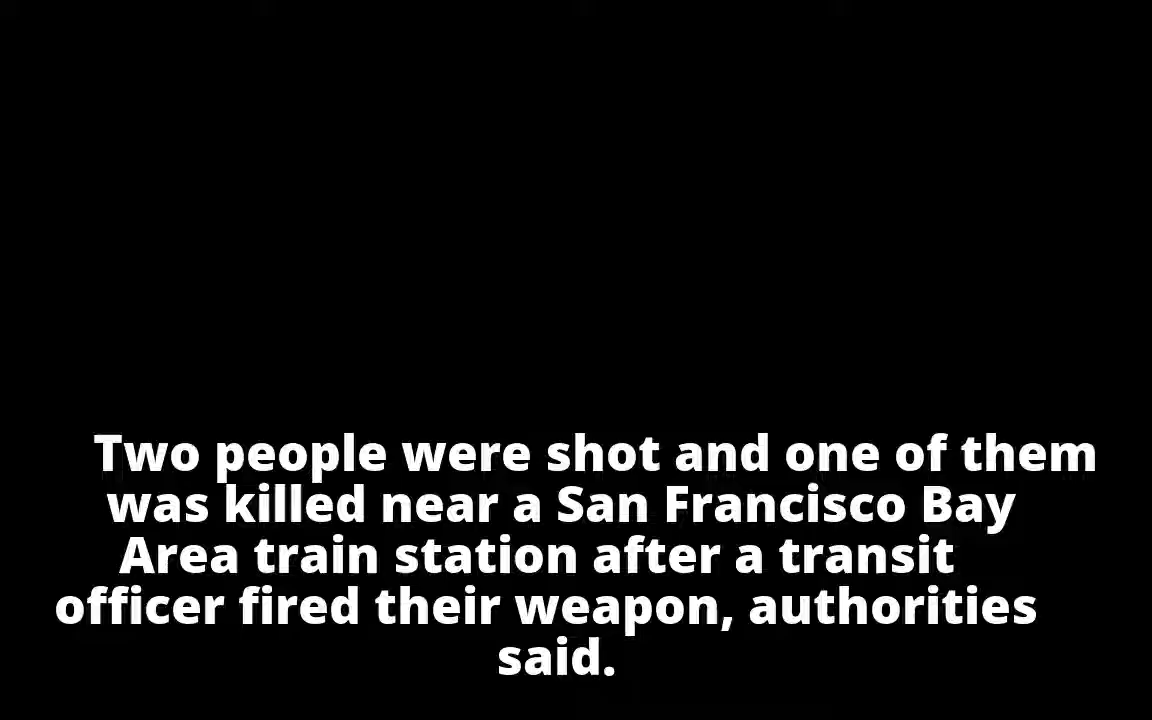 Two people were shot and one of them
was killed near a San Francisco Bay
Area train station after a transit
officer fired their weapon, authorities
said.